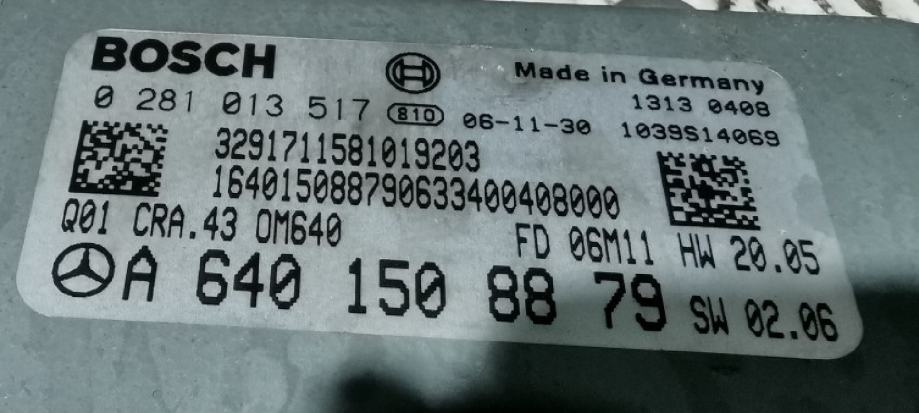 BOSCH Made in Germany
0 281 013 517 810 06-11-30 1313 0408
1039S14069
3291711581019203
1640150887906334004080000
Q01 CRA.43 OM640 FD 06M11 HW 20.05
A 640 150 88 79 SW 02.06